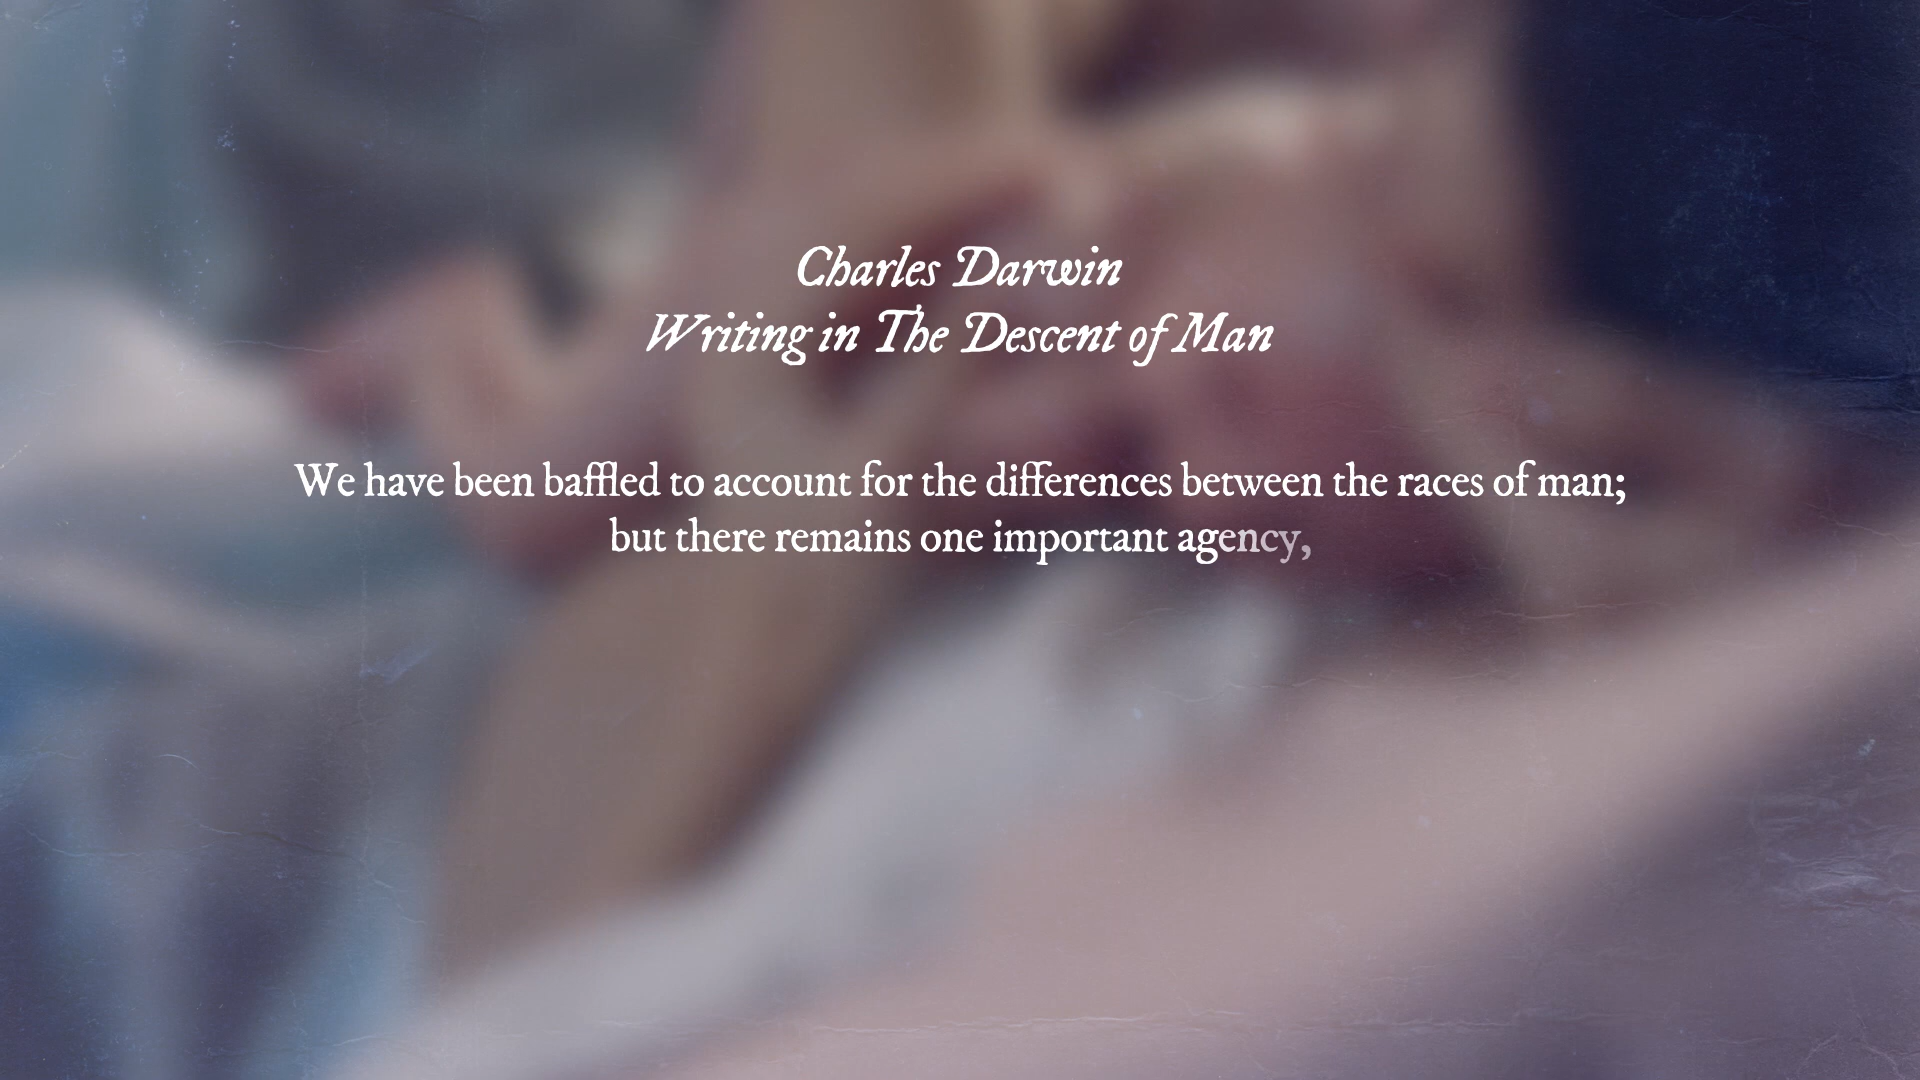 Charles Darwin
Writing in The Descent of Man
We have been baffled to account for the differences between the races of man;
but there remains one important agency,